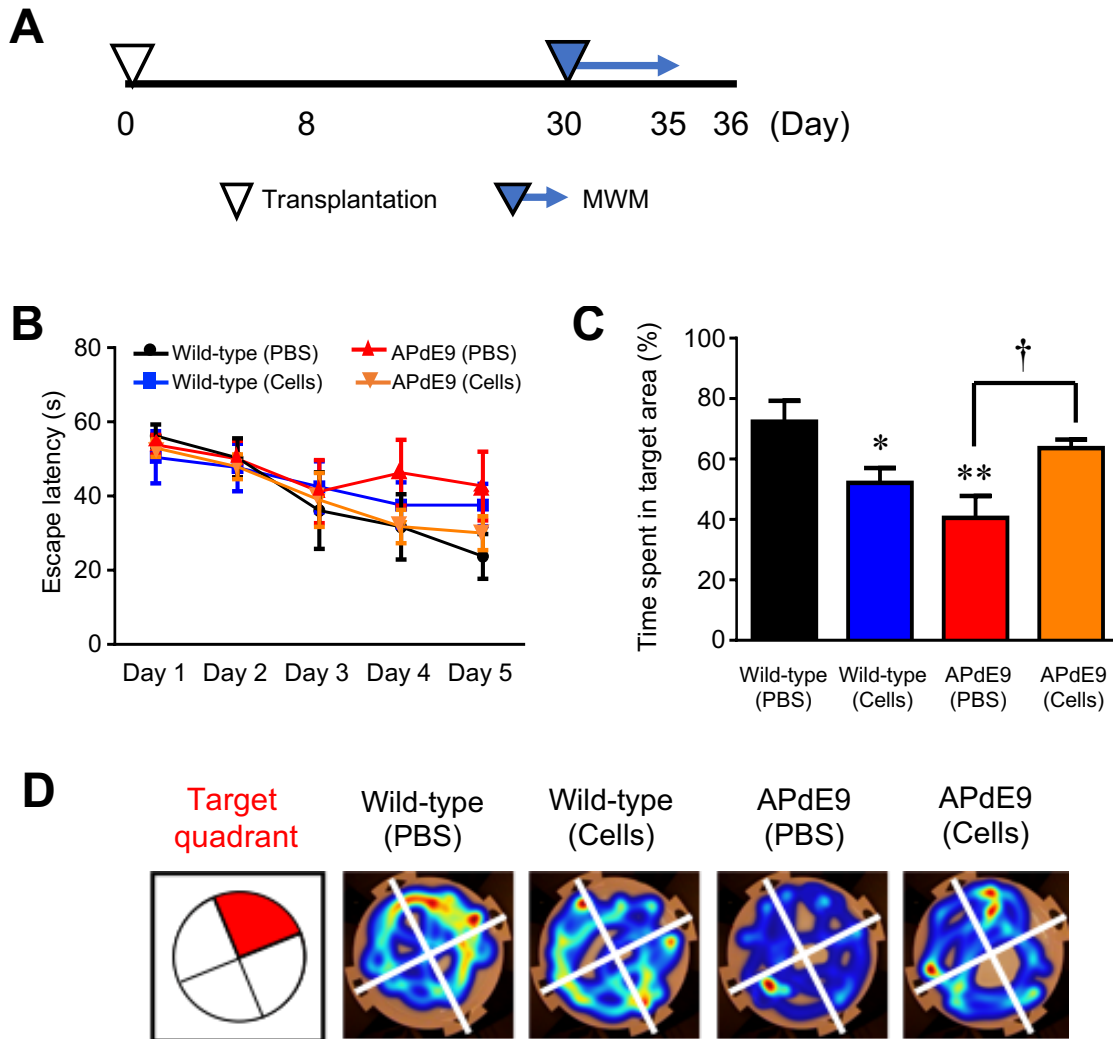 A
0 8 30 35 36 (Day)
Transplantation MWM
B
80
60
40
20
0
Escape latency (s)
Wild-type (PBS) APdE9 (PBS)
Wild-type (Cells) APdE9 (Cells)
Day 1 Day 2 Day 3 Day 4 Day 5
C
100
80
60
40
20
0
Time spent in target area (%)
*
**
†
Wild-type Wild-type APdE9 APdE9
(PBS) (Cells) (PBS) (Cells)
D
Target Wild-type Wild-type APdE9 APdE9
quadrant (PBS) (Cells) (PBS) (Cells)